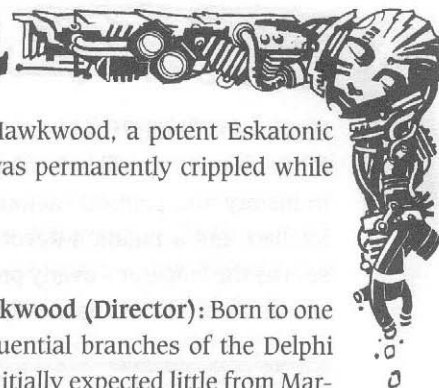 Hawkwood, a potent Eskatonic
was permanently crippled while
kwood (Director): Born to one
quential branches of the Delphi
itially expected little from Mar-